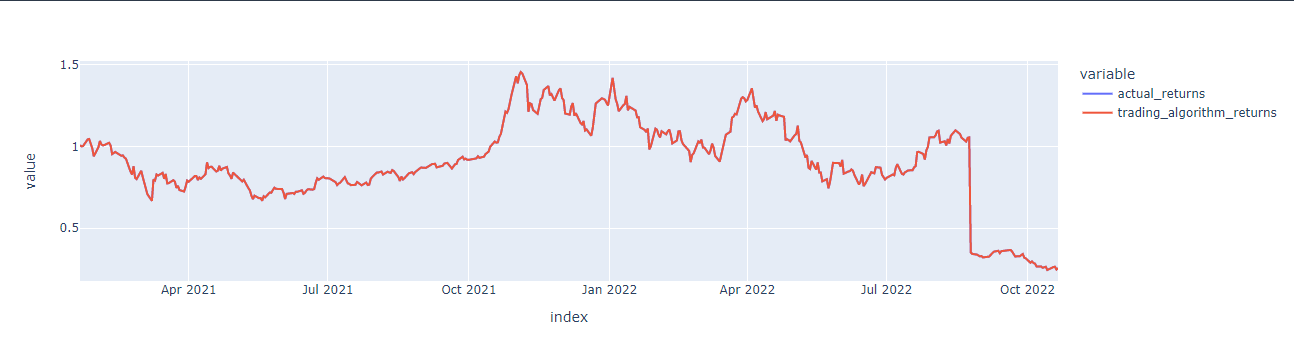 1.5
1
0.5
value
Apr 2021
Jul 2021
Oct 2021
Jan 2022
Apr 2022
Jul 2022
Oct 2022
index
variable
actual_returns
trading_algorithm_returns